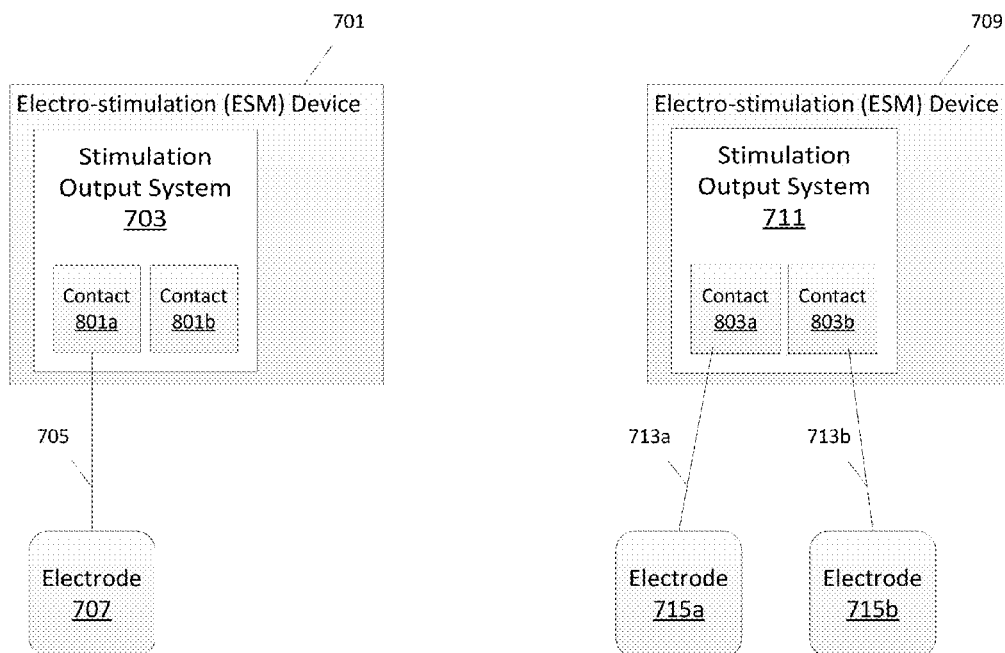 701
Electro-stimulation (ESM) Device
Stimulation
Output System
703
Contact
801a
Contact
801b
705
Electrode
707
709
Electro-stimulation (ESM) Device
Stimulation
Output System
711
Contact
803a
Contact
803b
713a
713b
Electrode
715a
Electrode
715b